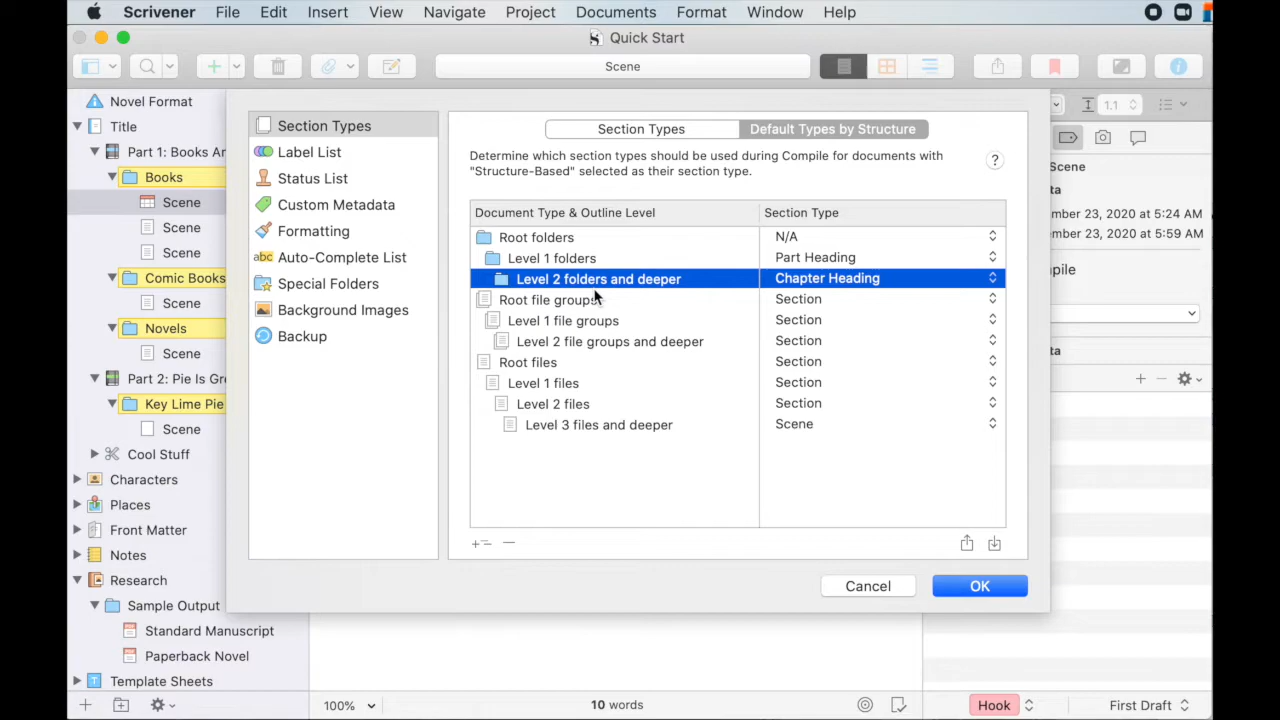 Scrivener File Edit Insert View Navigate Project Documents Format Window Help
Quick Start
Scene
1.1
Novel Format
Title
Part 1: Books Ar
Books
Scene
Scene
Scene
Comic Books
Scene
Novels
Scene
Part 2: Pie Is Gr
Key Lime Pie
Scene
Cool Stuff
Characters
Places
Front Matter
Notes
Research
Sample Output
Standard Manuscript
Paperback Novel
Template Sheets
Section Types
Label List
Status List
Custom Metadata
Formatting
abc Auto-Complete List
Special Folders
Background Images
Backup
Section Types Default Types by Structure
Determine which section types should be used during Compile for documents with
"Structure-Based" selected as their section type.
?
Document Type & Outline Level Section Type
Root folders N/A
Level 1 folders Part Heading
Level 2 folders and deeper Chapter Heading
Root file groups Section
Level 1 file groups Section
Level 2 file groups and deeper Section
Root files Section
Level 1 files Section
Level 2 files Section
Level 3 files and deeper Scene
Cancel OK
Scene
ta
mber 23, 2020 at 5:24 AM
mber 23, 2020 at 5:59 AM
pile
ta
100% 10 words Hook First Draft